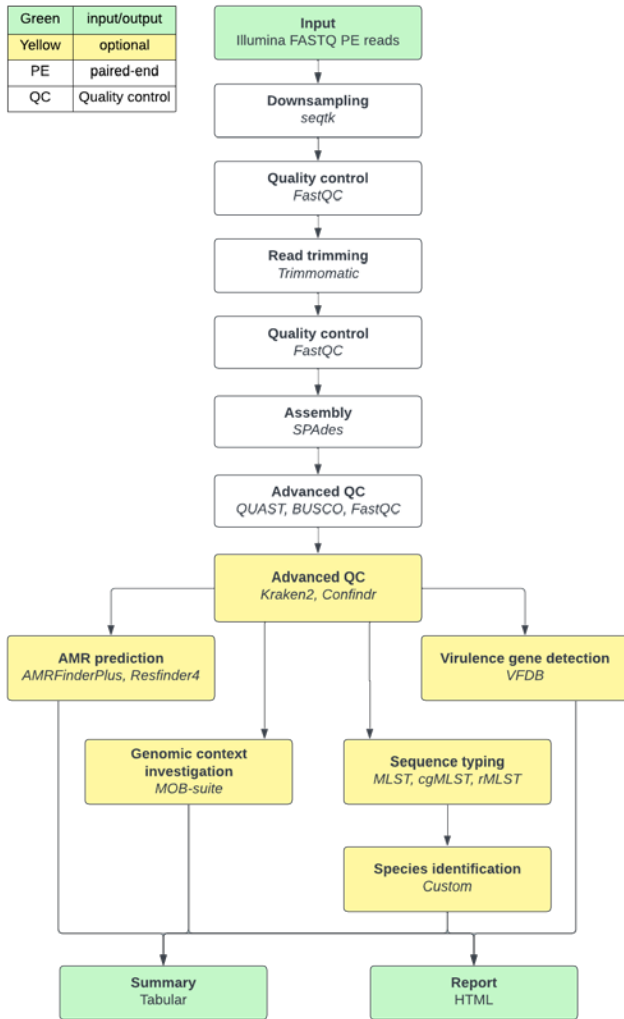 Green input/output
Yellow optional
PE paired-end
QC Quality control
Input
Illumina FASTQ PE reads
Downsampling
seqtk
Quality control
FastQC
Read trimming
Trimmomatic
Quality control
FastQC
Assembly
SPAdes
Advanced QC
QUAST, BUSCO, FastQC
Advanced QC
Kraken2, Confindr
AMR prediction
AMRFinderPlus, Resfinder4
Virulence gene detection
VFDB
Genomic context
investigation
MOB-suite
Sequence typing
MLST, cgMLST, rMLST
Species identification
Custom
Summary
Tabular
Report
HTML